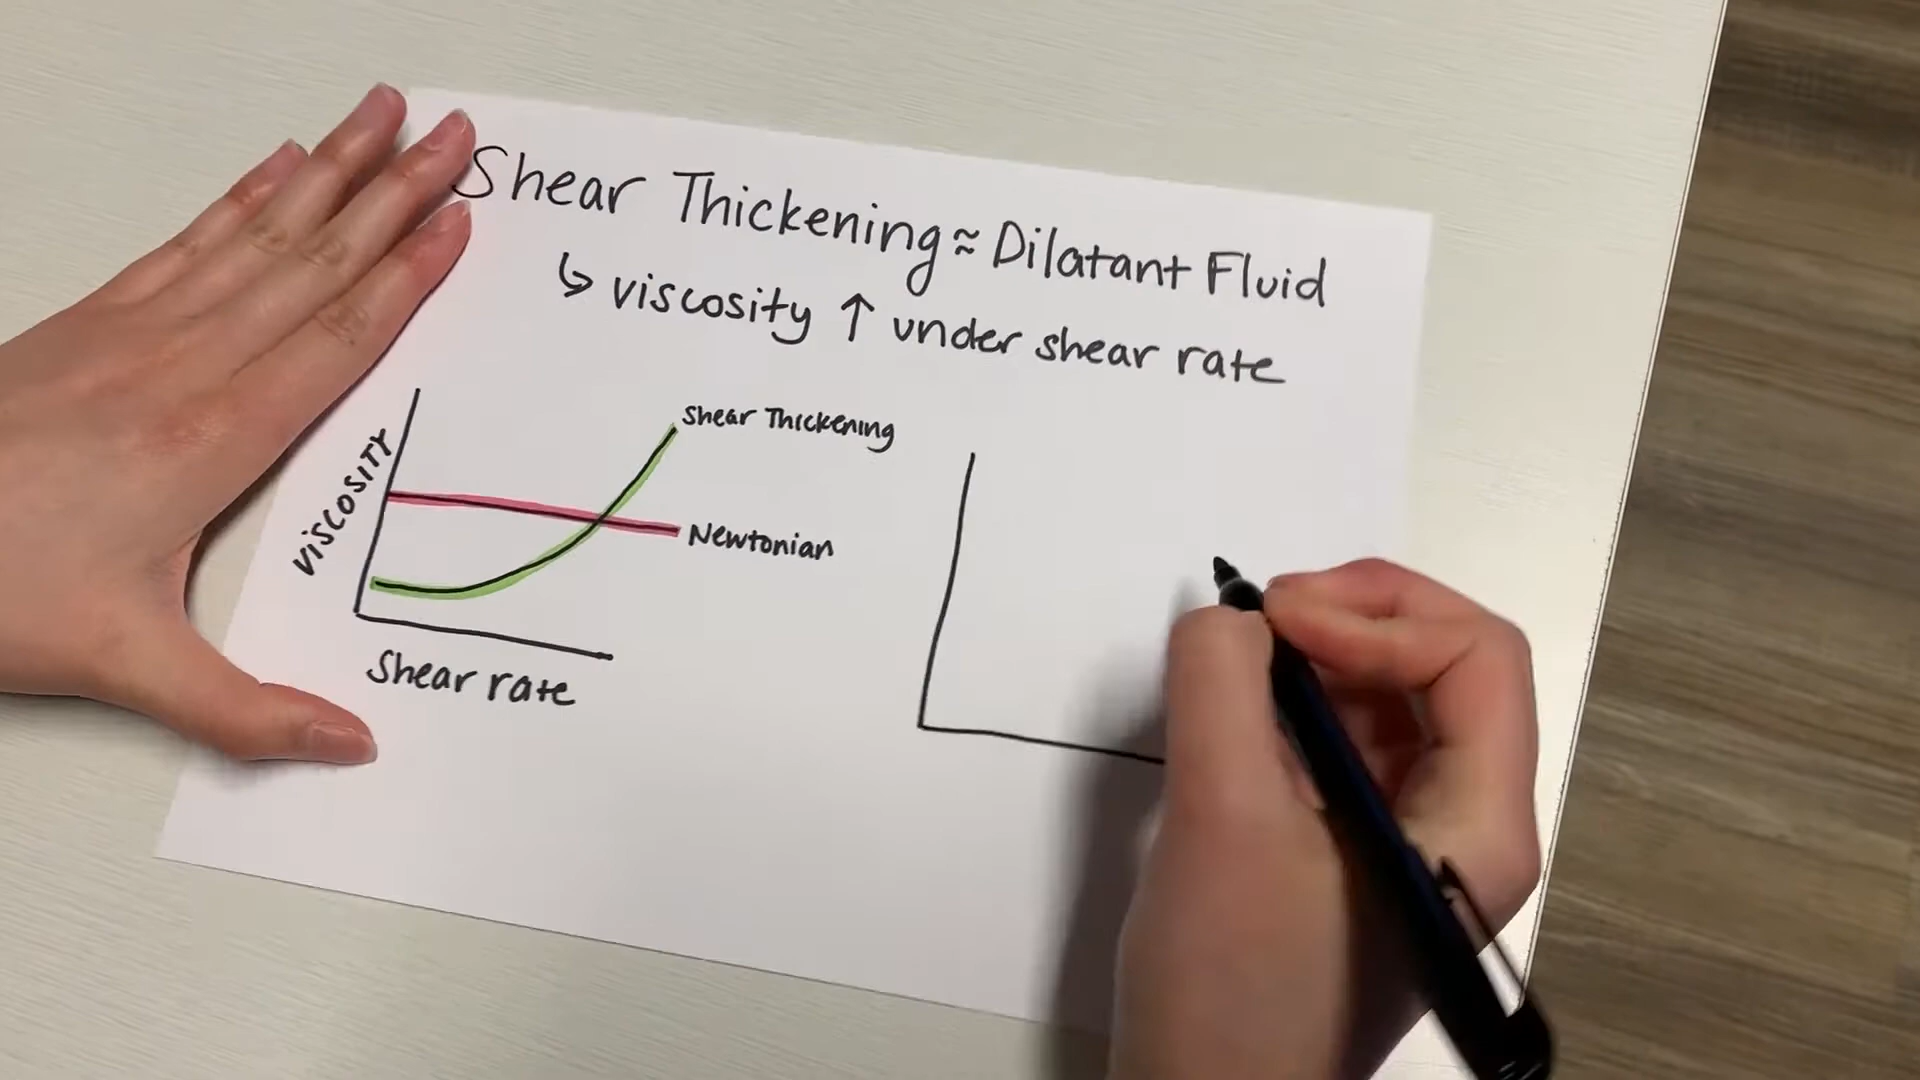 Shear Thickening ≈ Dilatant Fluid
↳ viscosity ↑ under shear rate
Shear Thickening
Newtonian
Viscosity
Shear rate